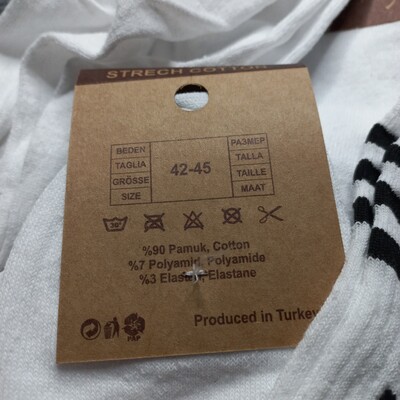 STRECH COTTON
BEDEN
TAGLIA
GRÖSSE
SIZE
42-45
РАЗМЕР
TALLA
TAILLE
MAAT
30°
%90 Pamuk, Cotton
%7 Polyamid, Polyamide
%3 Elastan, Elastane
PAP
Produced in Turkey